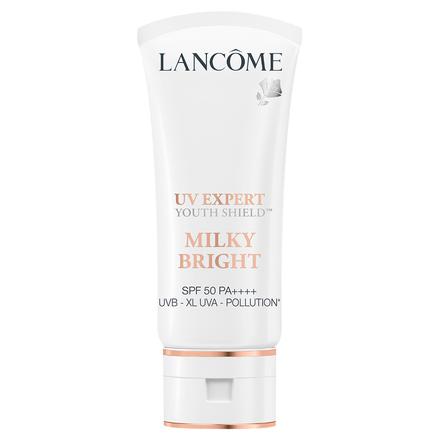 LANCÔME
UV EXPERT
YOUTH SHIELD™
MILKY
BRIGHT
SPF 50 PA++++
UVB - XL UVA - POLLUTION*